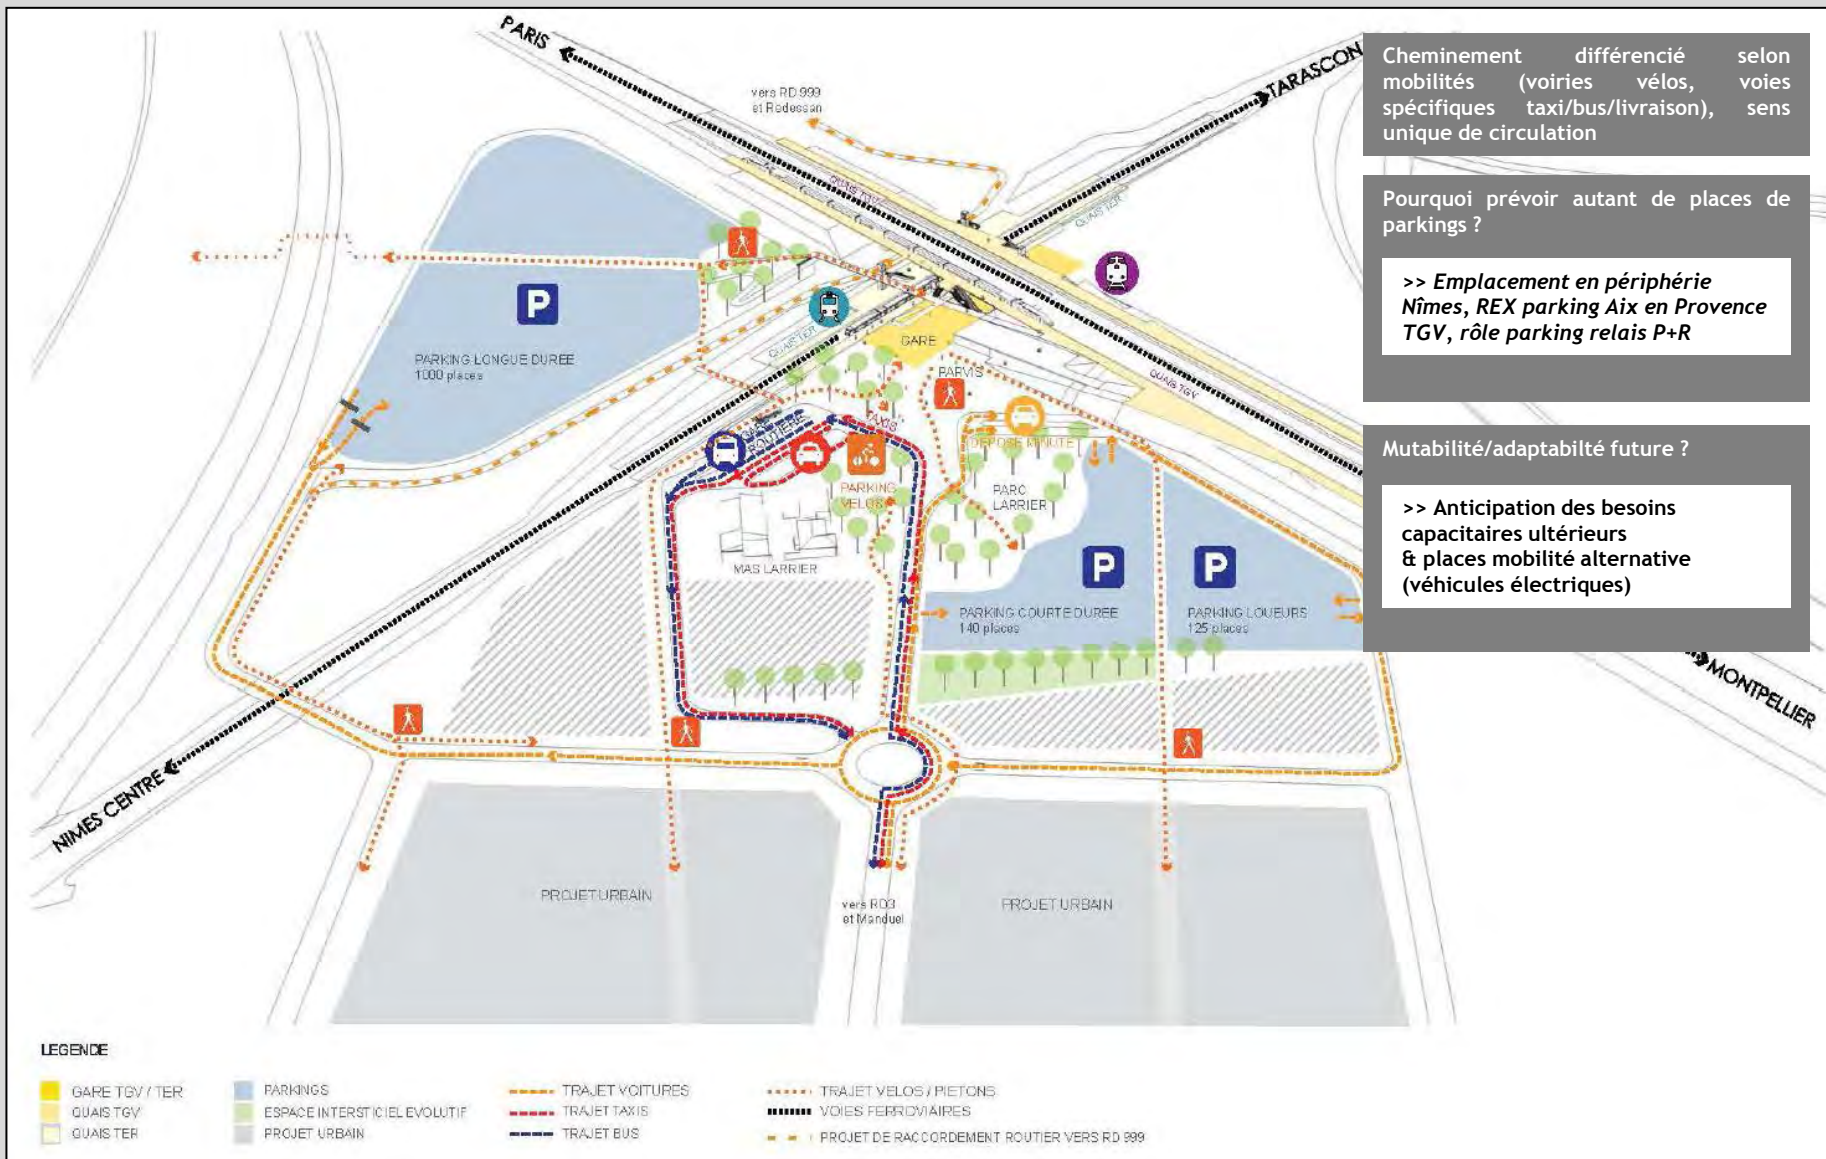 PARIS
TARASCON
vers RD 999
et Redessan
QUAIS TGV
QUAIS TER
Cheminement différencié selon
mobilités (voiries vélos, voies
spécifiques taxi/bus/livraison), sens
unique de circulation
Pourquoi prévoir autant de places de
parkings ?
>> Emplacement en périphérie
Nîmes, REX parking Aix en Provence
TGV, rôle parking relais P+R
Mutabilité/adaptabilté future ?
>> Anticipation des besoins
capacitaires ultérieurs
& places mobilité alternative
(véhicules électriques)
P
PARKING LONGUE DUREE
1000 places
QUAIS TER
GARE
PARVIS
QUAIS TGV
GARE
ROUTIÈRE
TAXIS
DEPOSE MINUTE
PARKING
VELOS
PARC
LARRIER
MAS LARRIER
P
P
PARKING COURTE DUREE
140 places
PARKING LOUEURS
125 places
MONTPELLIER
NIMES CENTRE
PROJET URBAIN
vers RD3
et Manduel
PROJET URBAIN
LEGENDE
GARE TGV / TER
QUAIS TGV
QUAIS TER
PARKINGS
ESPACE INTERSTICIEL EVOLUTIF
PROJET URBAIN
TRAJET VOITURES
TRAJET TAXIS
TRAJET BUS
TRAJET VELOS / PIETONS
VOIES FERROVIAIRES
PROJET DE RACCORDEMENT ROUTIER VERS RD 999